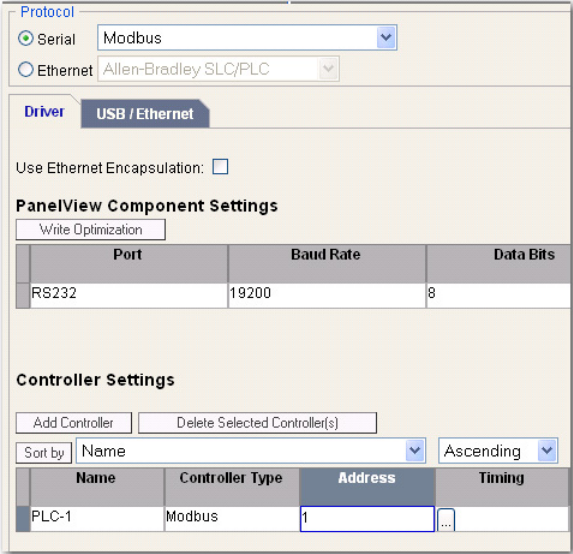 Protocol
Serial Modbus
Ethernet Allen-Bradley SLC/PLC
Driver USB / Ethernet
Use Ethernet Encapsulation:
PanelView Component Settings
Write Optimization
Port Baud Rate Data Bits
RS232 19200 8
Controller Settings
Add Controller Delete Selected Controller(s)
Sort by Name Ascending
Name Controller Type Address Timing
PLC-1 Modbus 1 ...